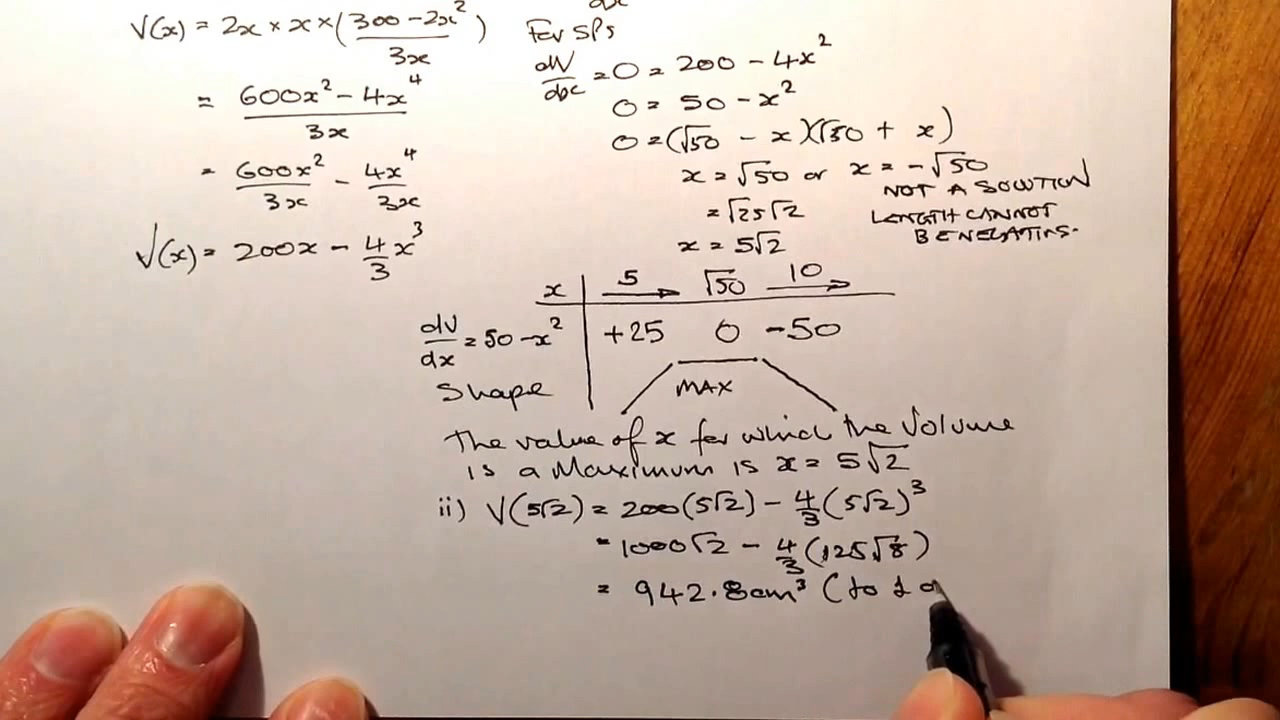 V(x) = 2x × x × (300 - 2x² / 3x)
= 600x² - 4x⁴ / 3x
= 600x² / 3x - 4x⁴ / 3x
V(x) = 200x - 4/3 x³
dx
For SPs
dV/dx = 0 = 200 - 4x²
0 = 50 - x²
0 = (√50 - x)(√50 + x)
x = √50 or x = -√50
NOT A SOLUTION
= √25√2 LENGTH CANNOT
x = 5√2 BE NEGATIVE.
x 5 → √50 10 →
dV/dx = 50 - x² +25 0 -50
Shape MAX
The value of x for which the Volume
is a Maximum is x = 5√2
ii) V(5√2) = 200(5√2) - 4/3 (5√2)³
= 1000√2 - 4/3 (125√8)
= 942.8cm³ (to 1